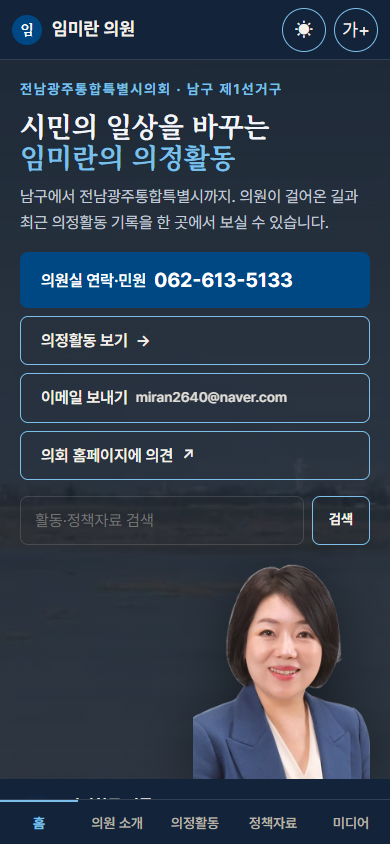 임 임미란 의원 가+
전남광주통합특별시의회 · 남구 제1선거구
시민의 일상을 바꾸는
임미란의 의정활동
남구에서 전남광주통합특별시까지. 의원이 걸어온 길과
최근 의정활동 기록을 한 곳에서 보실 수 있습니다.
의원실 연락·민원 062-613-5133
의정활동 보기 →
이메일 보내기 miran2640@naver.com
의회 홈페이지에 의견 ↗
활동·정책자료 검색 검색
홈 의원 소개 의정활동 정책자료 미디어